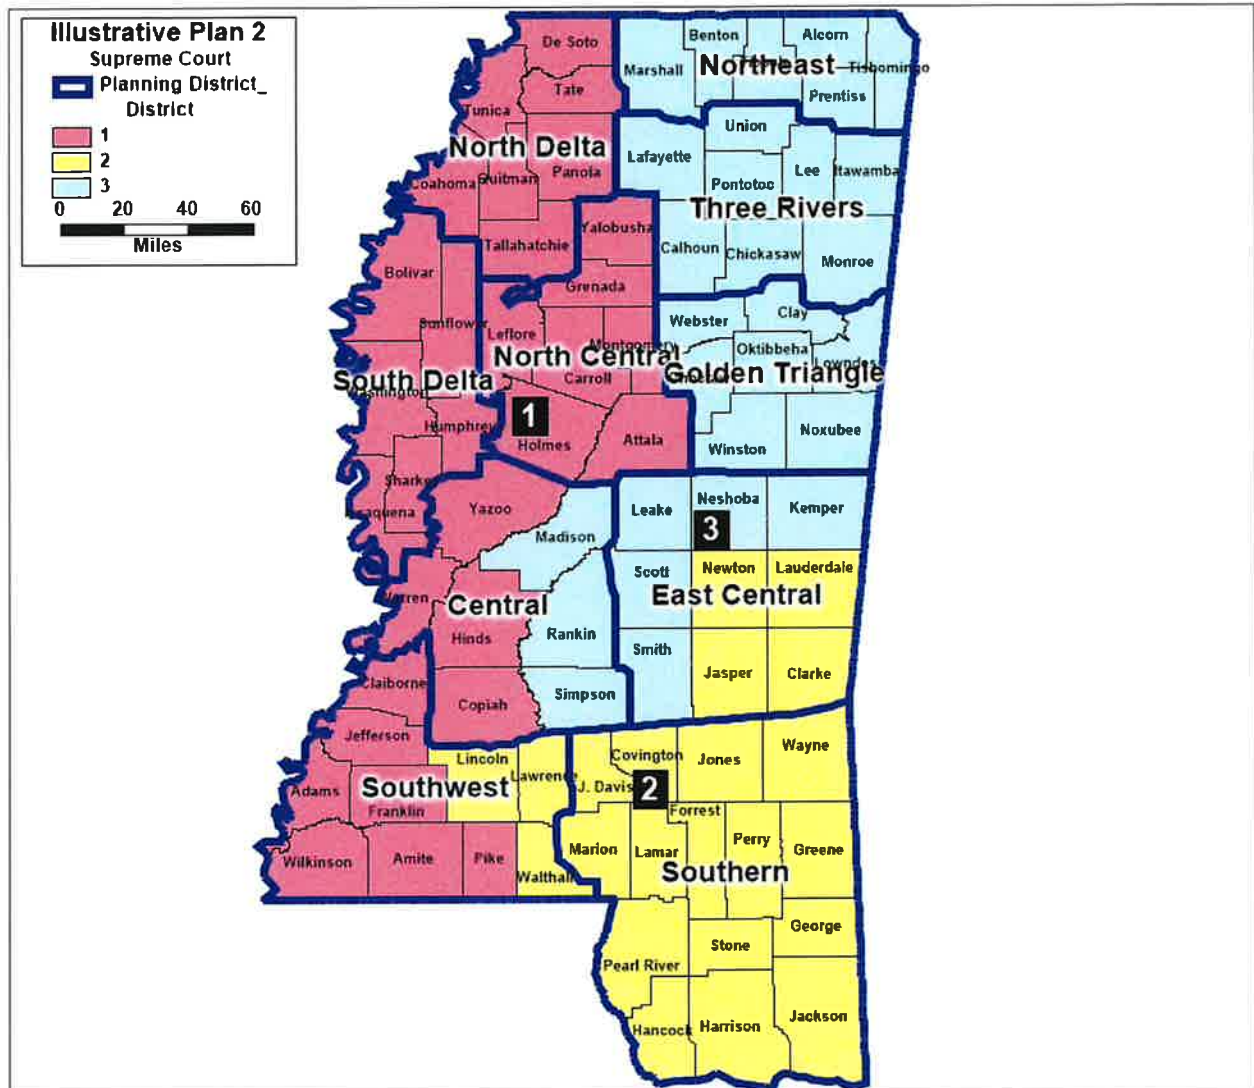 Illustrative Plan 2
Supreme Court
Planning District_
District
1
2
3
0 20 40 60
Miles
De Soto
Benton
Alcorn
Marshall
Northeast
Tishomingo
Tate
Prentiss
Tunica
Union
North Delta
Lafayette
Panola
Lee
Itawamba
Coahoma
Quitman
Pontotoc
Three Rivers
Yalobusha
Tallahatchie
Calhoun
Chickasaw
Monroe
Bolivar
Grenada
Clay
Webster
Sunflower
Leflore
Montgomery
Oktibbeha
North Central
Lowndes
Golden Triangle
South Delta
Carroll
Washington
1
Humphrey
Holmes
Attala
Noxubee
Winston
Sharkey
Yazoo
Leake
Neshoba
Kemper
Issaquena
3
Madison
Scott
Newton
Lauderdale
Warren
Central
East Central
Hinds
Rankin
Smith
Jasper
Clarke
Claiborne
Simpson
Copiah
Jefferson
Lincoln
Covington
Jones
Wayne
Lawrence
Southwest
J. Davis
2
Adams
Franklin
Forrest
Perry
Marion
Lamar
Greene
Wilkinson
Amite
Pike
Walthall
Southern
George
Stone
Pearl River
Jackson
Hancock
Harrison